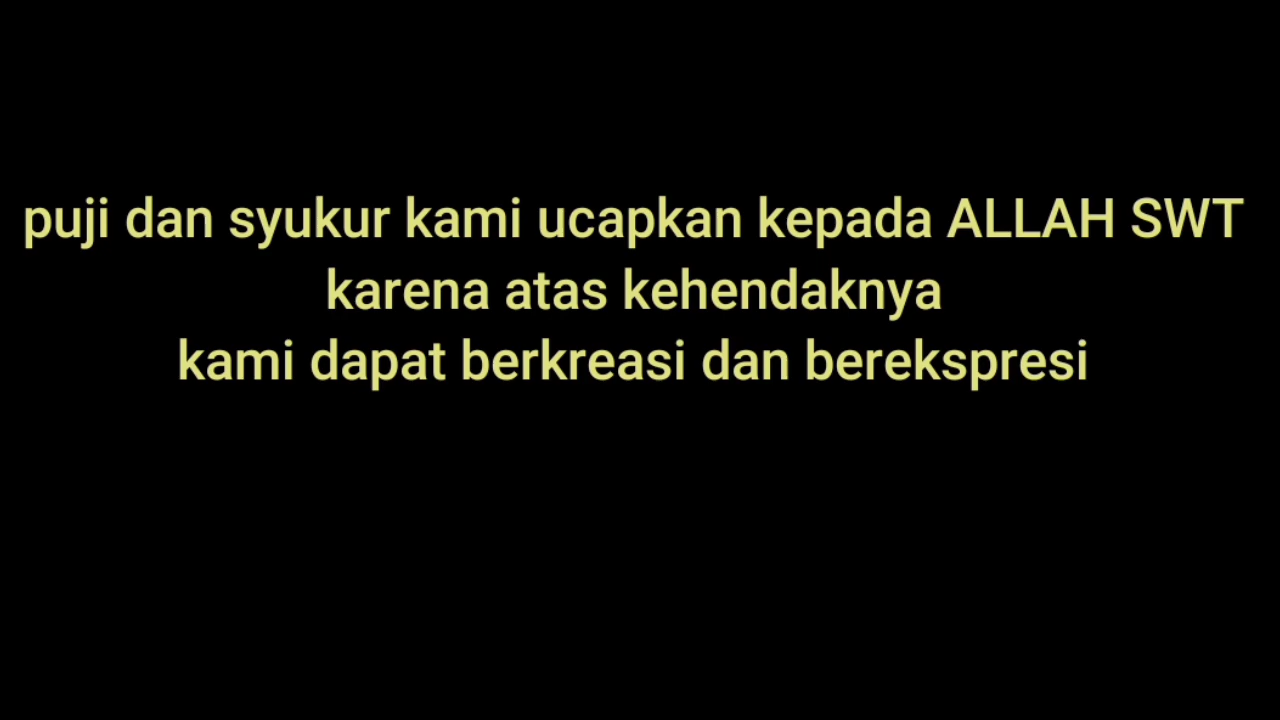 puji dan syukur kami ucapkan kepada ALLAH SWT
karena atas kehendaknya
kami dapat berkreasi dan berekspresi